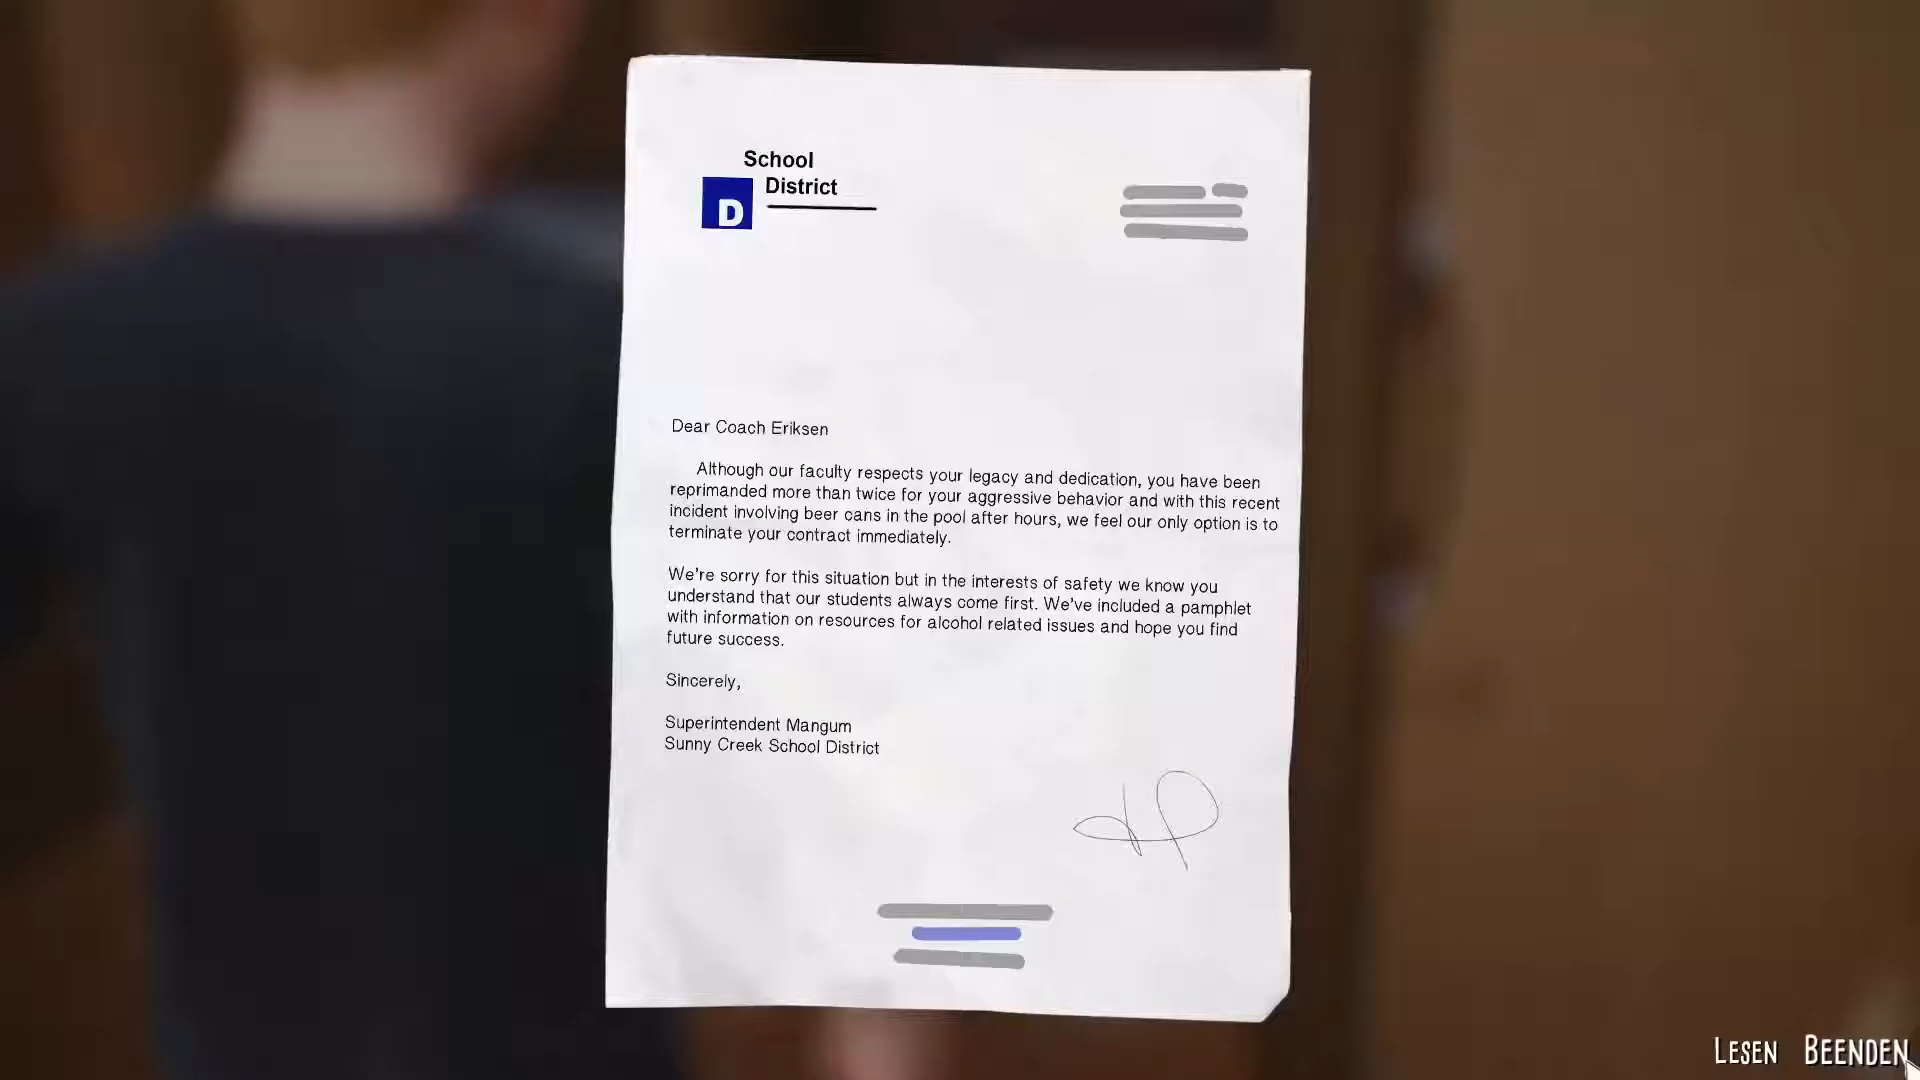 School
District
D
Dear Coach Eriksen
Although our faculty respects your legacy and dedication, you have been
reprimanded more than twice for your aggressive behavior and with this recent
incident involving beer cans in the pool after hours, we feel our only option is to
terminate your contract immediately.
We're sorry for this situation but in the interests of safety we know you
understand that our students always come first. We've included a pamphlet
with information on resources for alcohol related issues and hope you find
future success.
Sincerely,
Superintendent Mangum
Sunny Creek School District
LESEN BEENDEN